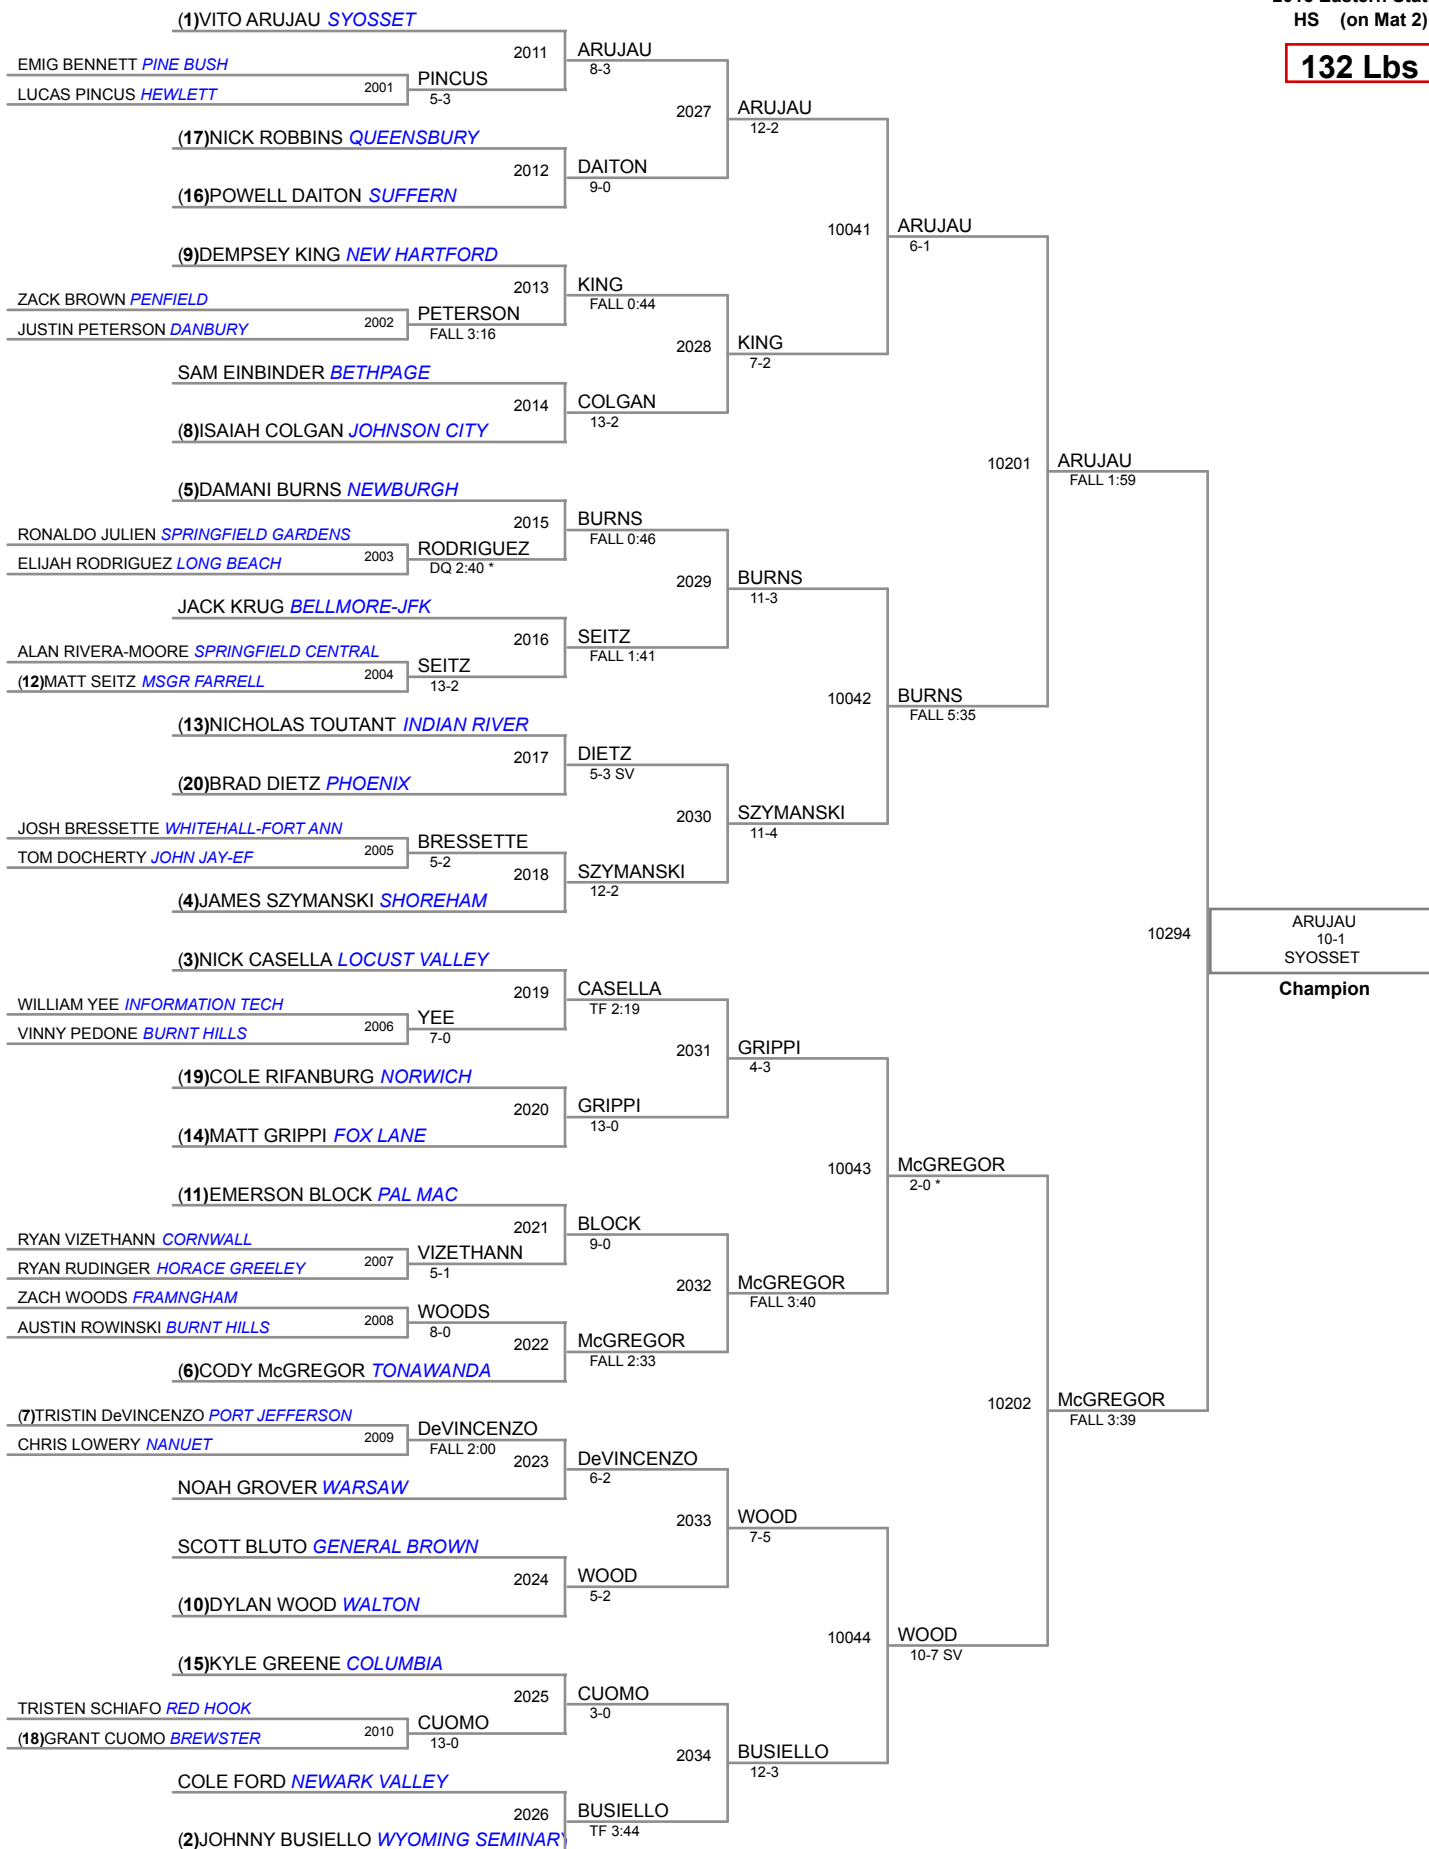 2015 Eastern Stat
HS (on Mat 2)
132 Lbs
(1)VITO ARUJAU SYOSSET
2011
ARUJAU
8-3
EMIG BENNETT PINE BUSH
LUCAS PINCUS HEWLETT
2001
PINCUS
5-3
2027
ARUJAU
12-2
(17)NICK ROBBINS QUEENSBURY
2012
DAITON
9-0
(16)POWELL DAITON SUFFERN
10041
ARUJAU
6-1
(9)DEMPSEY KING NEW HARTFORD
2013
KING
FALL 0:44
ZACK BROWN PENFIELD
JUSTIN PETERSON DANBURY
2002
PETERSON
FALL 3:16
2028
KING
7-2
SAM EINBINDER BETHPAGE
2014
COLGAN
13-2
(8)ISAIAH COLGAN JOHNSON CITY
10201
ARUJAU
FALL 1:59
(5)DAMANI BURNS NEWBURGH
2015
BURNS
FALL 0:46
RONALDO JULIEN SPRINGFIELD GARDENS
ELIJAH RODRIGUEZ LONG BEACH
2003
RODRIGUEZ
DQ 2:40 *
2029
BURNS
11-3
JACK KRUG BELLMORE-JFK
2016
SEITZ
FALL 1:41
ALAN RIVERA-MOORE SPRINGFIELD CENTRAL
(12)MATT SEITZ MSGR FARRELL
2004
SEITZ
13-2
10042
BURNS
FALL 5:35
(13)NICHOLAS TOUTANT INDIAN RIVER
2017
DIETZ
5-3 SV
(20)BRAD DIETZ PHOENIX
2030
SZYMANSKI
11-4
JOSH BRESSETTE WHITEHALL-FORT ANN
TOM DOCHERTY JOHN JAY-EF
2005
BRESSETTE
5-2
2018
SZYMANSKI
12-2
(4)JAMES SZYMANSKI SHOREHAM
10294
ARUJAU
10-1
SYOSSET
Champion
(3)NICK CASELLA LOCUST VALLEY
2019
CASELLA
TF 2:19
WILLIAM YEE INFORMATION TECH
VINNY PEDONE BURNT HILLS
2006
YEE
7-0
2031
GRIPPI
4-3
(19)COLE RIFANBURG NORWICH
2020
GRIPPI
13-0
(14)MATT GRIPPI FOX LANE
10043
McGREGOR
2-0 *
(11)EMERSON BLOCK PAL MAC
2021
BLOCK
9-0
RYAN VIZETHANN CORNWALL
RYAN RUDINGER HORACE GREELEY
2007
VIZETHANN
5-1
2032
McGREGOR
FALL 3:40
ZACH WOODS FRAMNGHAM
AUSTIN ROWINSKI BURNT HILLS
2008
WOODS
8-0
2022
McGREGOR
FALL 2:33
(6)CODY McGREGOR TONAWANDA
10202
McGREGOR
FALL 3:39
(7)TRISTIN DeVINCENZO PORT JEFFERSON
CHRIS LOWERY NANUET
2009
DeVINCENZO
FALL 2:00
2023
DeVINCENZO
6-2
NOAH GROVER WARSAW
2033
WOOD
7-5
SCOTT BLUTO GENERAL BROWN
2024
WOOD
5-2
(10)DYLAN WOOD WALTON
10044
WOOD
10-7 SV
(15)KYLE GREENE COLUMBIA
2025
CUOMO
3-0
TRISTEN SCHIAFO RED HOOK
(18)GRANT CUOMO BREWSTER
2010
CUOMO
13-0
2034
BUSIELLO
12-3
COLE FORD NEWARK VALLEY
2026
BUSIELLO
TF 3:44
(2)JOHNNY BUSIELLO WYOMING SEMINARY